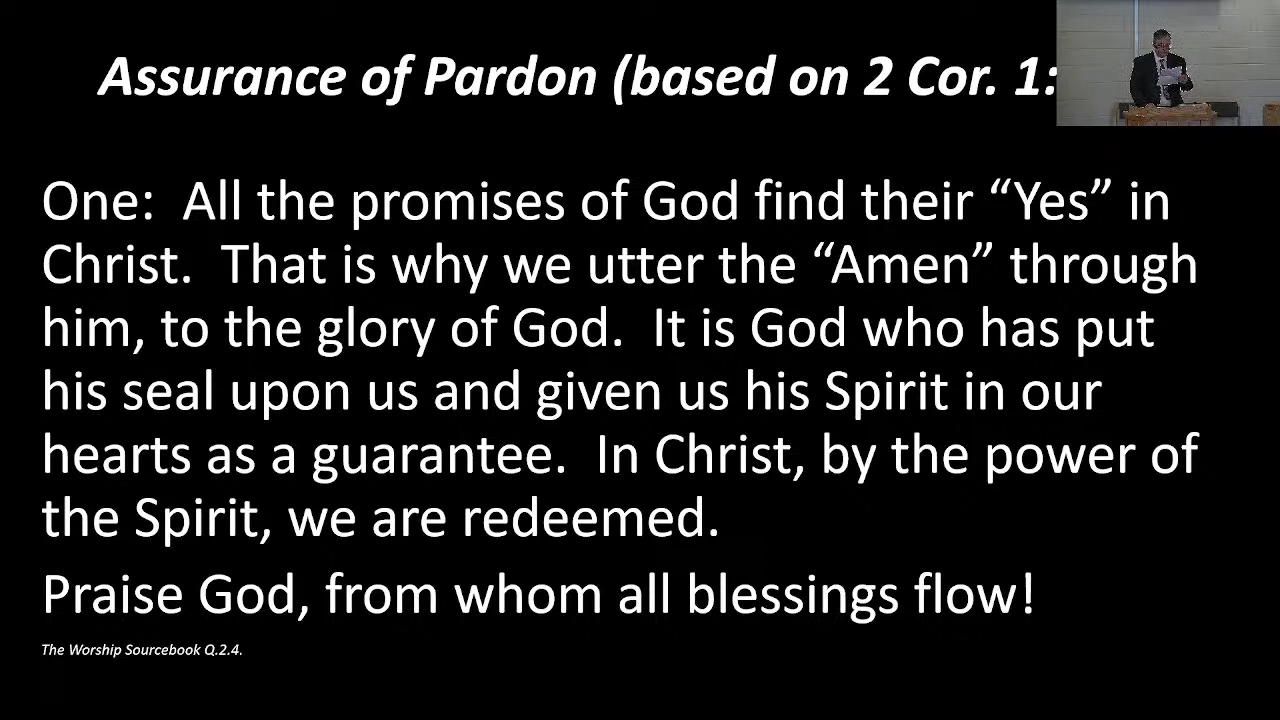 Assurance of Pardon (based on 2 Cor. 1:
One:  All the promises of God find their “Yes” in
Christ.  That is why we utter the “Amen” through
him, to the glory of God.  It is God who has put
his seal upon us and given us his Spirit in our
hearts as a guarantee.  In Christ, by the power of
the Spirit, we are redeemed.
Praise God, from whom all blessings flow!
The Worship Sourcebook Q.2.4.